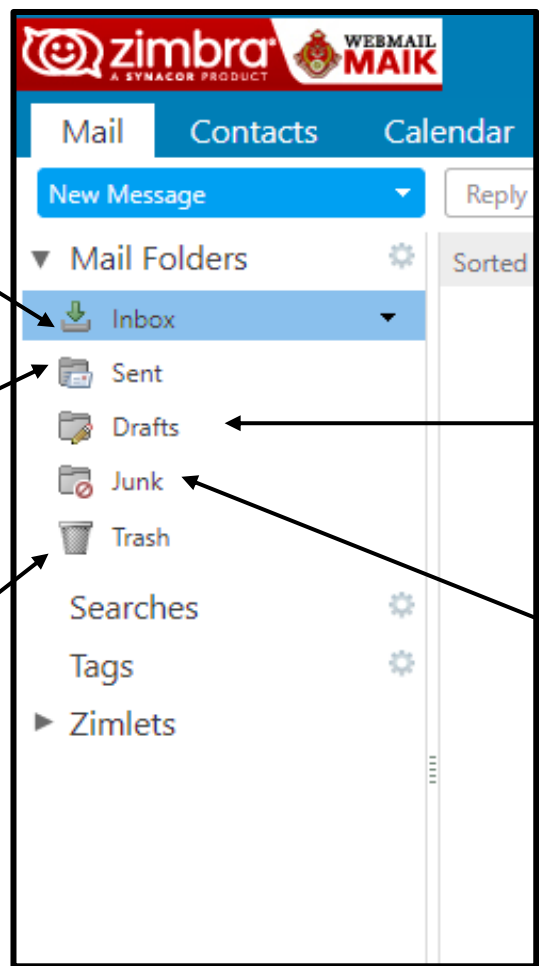 zimbra WEBMAIL
A SYNACOR PRODUCT MAIK
Mail Contacts Calendar
New Message Reply
Mail Folders Sorted
Inbox
Sent
Drafts
Junk
Trash
Searches
Tags
Zimlets